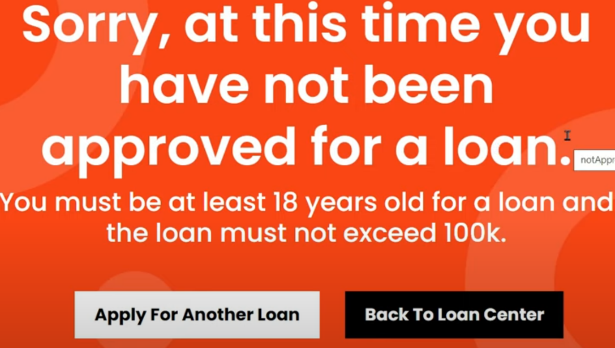 Sorry, at this time you
have not been
approved for a loan.
notAppr
You must be at least 18 years old for a loan and
the loan must not exceed 100k.
Apply For Another Loan
Back To Loan Center